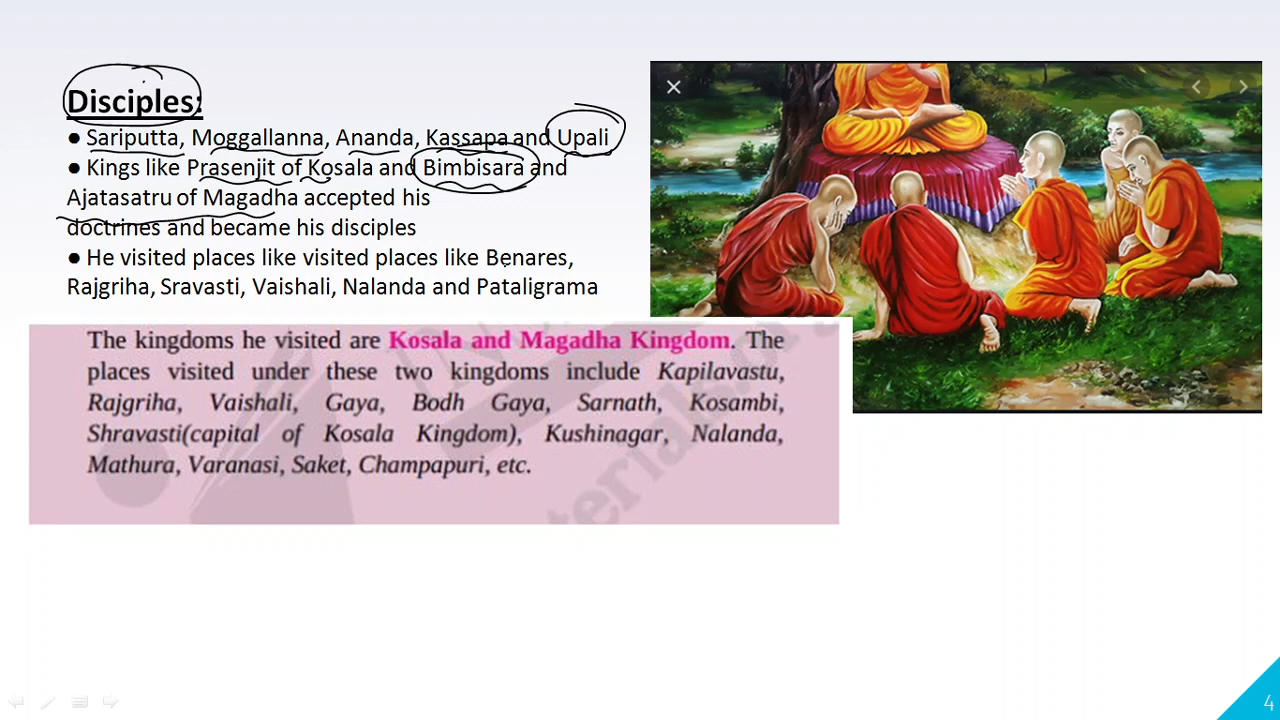 Disciples:
● Sariputta, Moggallanna, Ananda, Kassapa and Upali
● Kings like Prasenjit of Kosala and Bimbisara and
Ajatasatru of Magadha accepted his
doctrines and became his disciples
● He visited places like visited places like Benares,
Rajgriha, Sravasti, Vaishali, Nalanda and Pataligrama
The kingdoms he visited are Kosala and Magadha Kingdom. The
places visited under these two kingdoms include Kapilavastu,
Rajgriha, Vaishali, Gaya, Bodh Gaya, Sarnath, Kosambi,
Shravasti(capital of Kosala Kingdom), Kushinagar, Nalanda,
Mathura, Varanasi, Saket, Champapuri, etc.
4